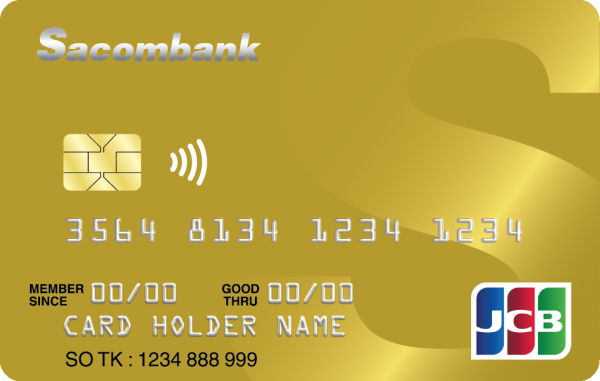 Sacombank
3564 8134 1234 1234
MEMBER SINCE 00/00 GOOD THRU 00/00
CARD HOLDER NAME
JCB
SO TK : 1234 888 999